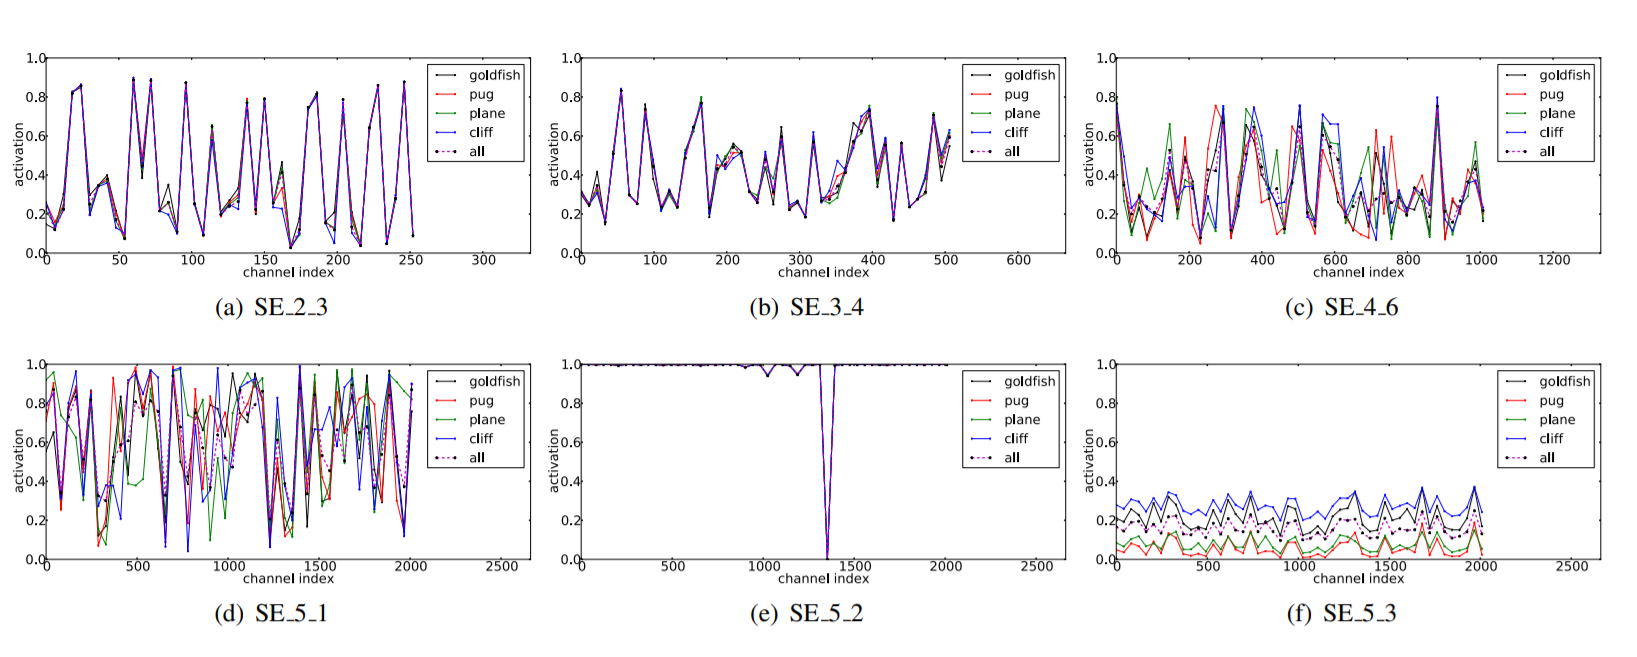 1.0
0.8
0.6
0.4
0.2
0.0
activation
0 50 100 150 200 250 300
channel index
goldfish
pug
plane
cliff
all
(a) SE_2_3
1.0
0.8
0.6
0.4
0.2
0.0
activation
0 100 200 300 400 500 600
channel index
goldfish
pug
plane
cliff
all
(b) SE_3_4
1.0
0.8
0.6
0.4
0.2
0.0
activation
0 200 400 600 800 1000 1200
channel index
goldfish
pug
plane
cliff
all
(c) SE_4_6
1.0
0.8
0.6
0.4
0.2
0.0
activation
0 500 1000 1500 2000 2500
channel index
goldfish
pug
plane
cliff
all
(d) SE_5_1
1.0
0.8
0.6
0.4
0.2
0.0
activation
0 500 1000 1500 2000 2500
channel index
goldfish
pug
plane
cliff
all
(e) SE_5_2
1.0
0.8
0.6
0.4
0.2
0.0
activation
0 500 1000 1500 2000 2500
channel index
goldfish
pug
plane
cliff
all
(f) SE_5_3